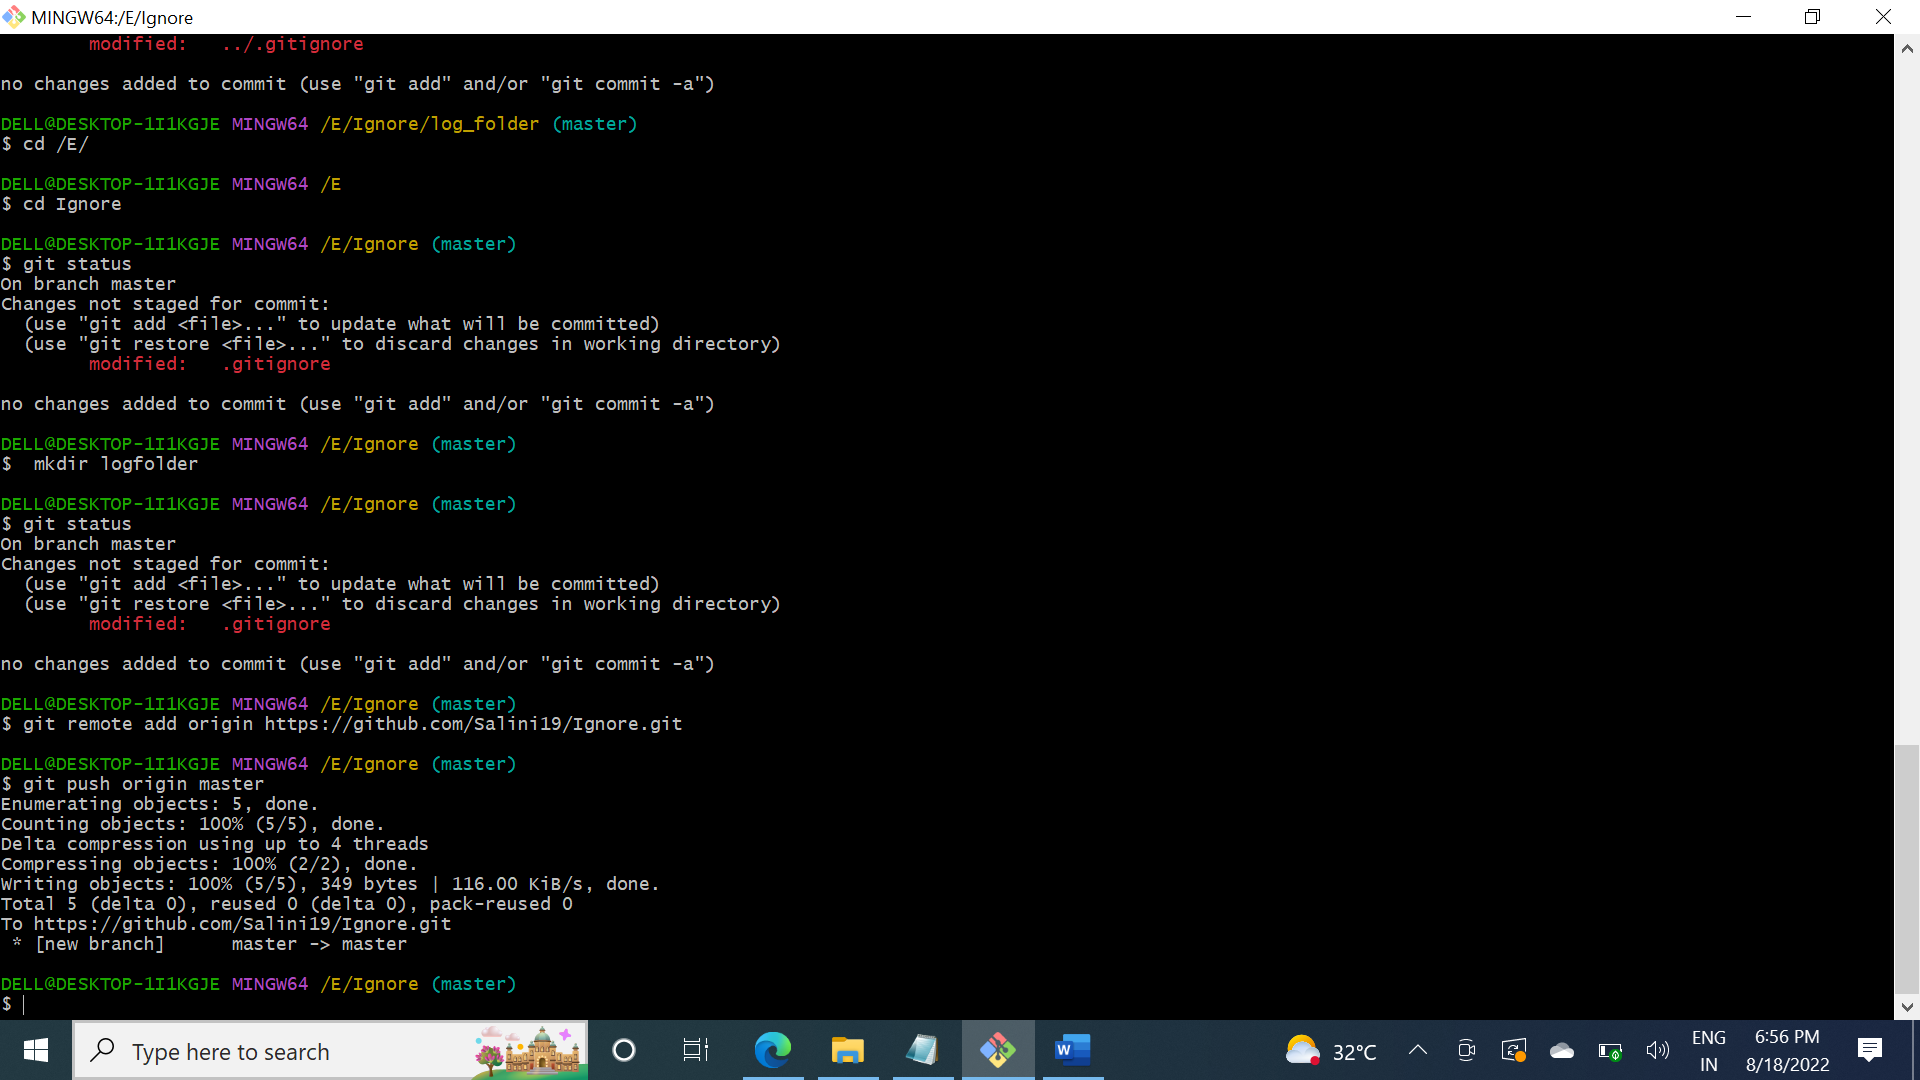 MINGW64:/E/Ignore
        modified:   ../.gitignore
no changes added to commit (use "git add" and/or "git commit -a")
DELL@DESKTOP-1I1KGJE MINGW64 /E/Ignore/log_folder (master)
$ cd /E/
DELL@DESKTOP-1I1KGJE MINGW64 /E
$ cd Ignore
DELL@DESKTOP-1I1KGJE MINGW64 /E/Ignore (master)
$ git status
On branch master
Changes not staged for commit:
  (use "git add <file>..." to update what will be committed)
  (use "git restore <file>..." to discard changes in working directory)
        modified:   .gitignore
no changes added to commit (use "git add" and/or "git commit -a")
DELL@DESKTOP-1I1KGJE MINGW64 /E/Ignore (master)
$  mkdir logfolder
DELL@DESKTOP-1I1KGJE MINGW64 /E/Ignore (master)
$ git status
On branch master
Changes not staged for commit:
  (use "git add <file>..." to update what will be committed)
  (use "git restore <file>..." to discard changes in working directory)
        modified:   .gitignore
no changes added to commit (use "git add" and/or "git commit -a")
DELL@DESKTOP-1I1KGJE MINGW64 /E/Ignore (master)
$ git remote add origin https://github.com/Salini19/Ignore.git
DELL@DESKTOP-1I1KGJE MINGW64 /E/Ignore (master)
$ git push origin master
Enumerating objects: 5, done.
Counting objects: 100% (5/5), done.
Delta compression using up to 4 threads
Compressing objects: 100% (2/2), done.
Writing objects: 100% (5/5), 349 bytes | 116.00 KiB/s, done.
Total 5 (delta 0), reused 0 (delta 0), pack-reused 0
To https://github.com/Salini19/Ignore.git
 * [new branch]      master -> master
DELL@DESKTOP-1I1KGJE MINGW64 /E/Ignore (master)
$
Type here to search
W
32°C
ENG
IN
6:56 PM
8/18/2022